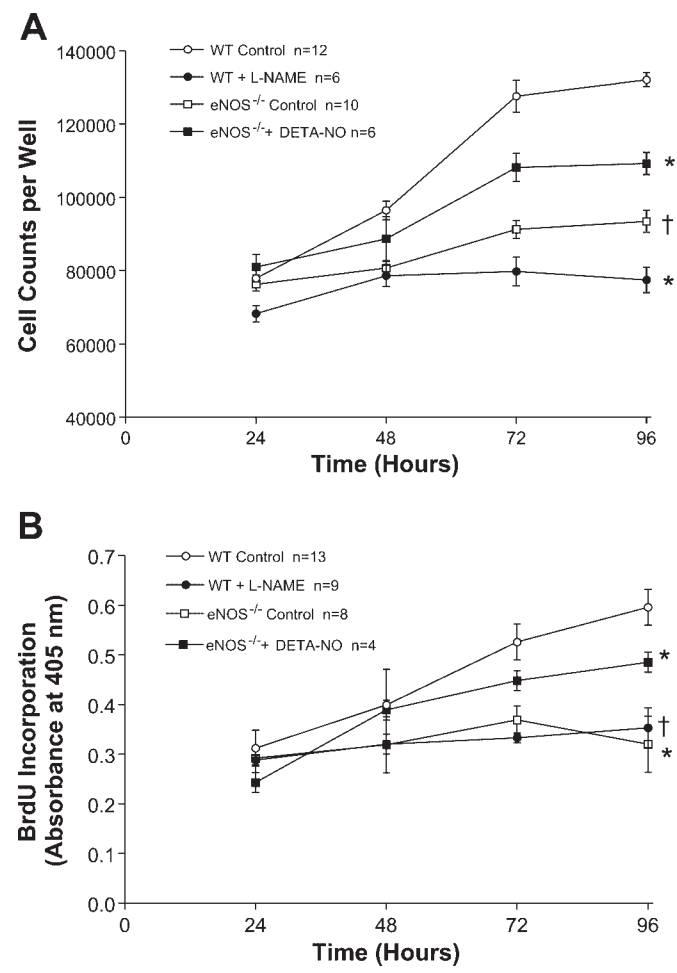 A
140000
120000
100000
80000
60000
40000
Cell Counts per Well
WT Control n=12
WT + L-NAME n=6
eNOS-/- Control n=10
eNOS-/-+ DETA-NO n=6
*
†
*
0 24 48 72 96
Time (Hours)
B
0.7
0.6
0.5
0.4
0.3
0.2
0.1
0.0
BrdU Incorporation
(Absorbance at 405 nm)
WT Control n=13
WT + L-NAME n=9
eNOS-/- Control n=8
eNOS-/-+ DETA-NO n=4
*
†
*
0 24 48 72 96
Time (Hours)